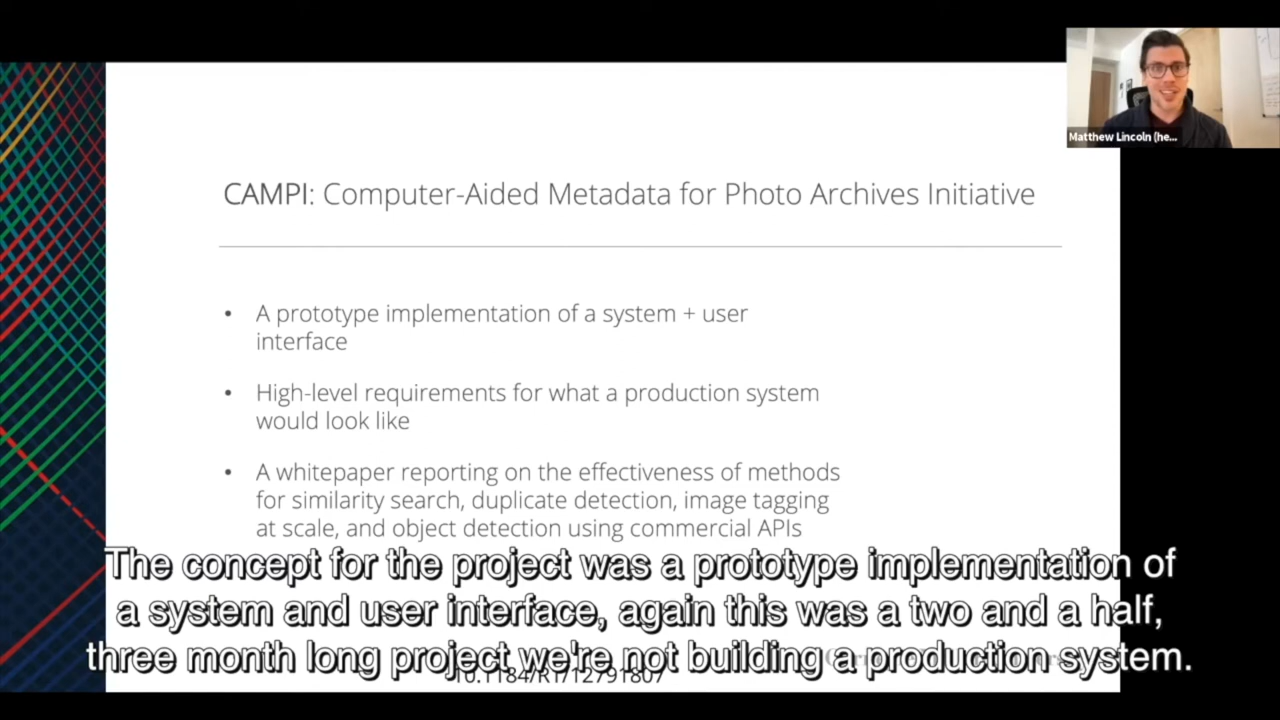 Matthew Lincoln (he...
CAMPI: Computer-Aided Metadata for Photo Archives Initiative
• A prototype implementation of a system + user
interface
• High-level requirements for what a production system
would look like
• A whitepaper reporting on the effectiveness of methods
for similarity search, duplicate detection, image tagging
at scale, and object detection using commercial APIs
The concept for the project was a prototype implementation of
a system and user interface, again this was a two and a half,
three month long project we're not building a production system.
10.1184/R1/12791807